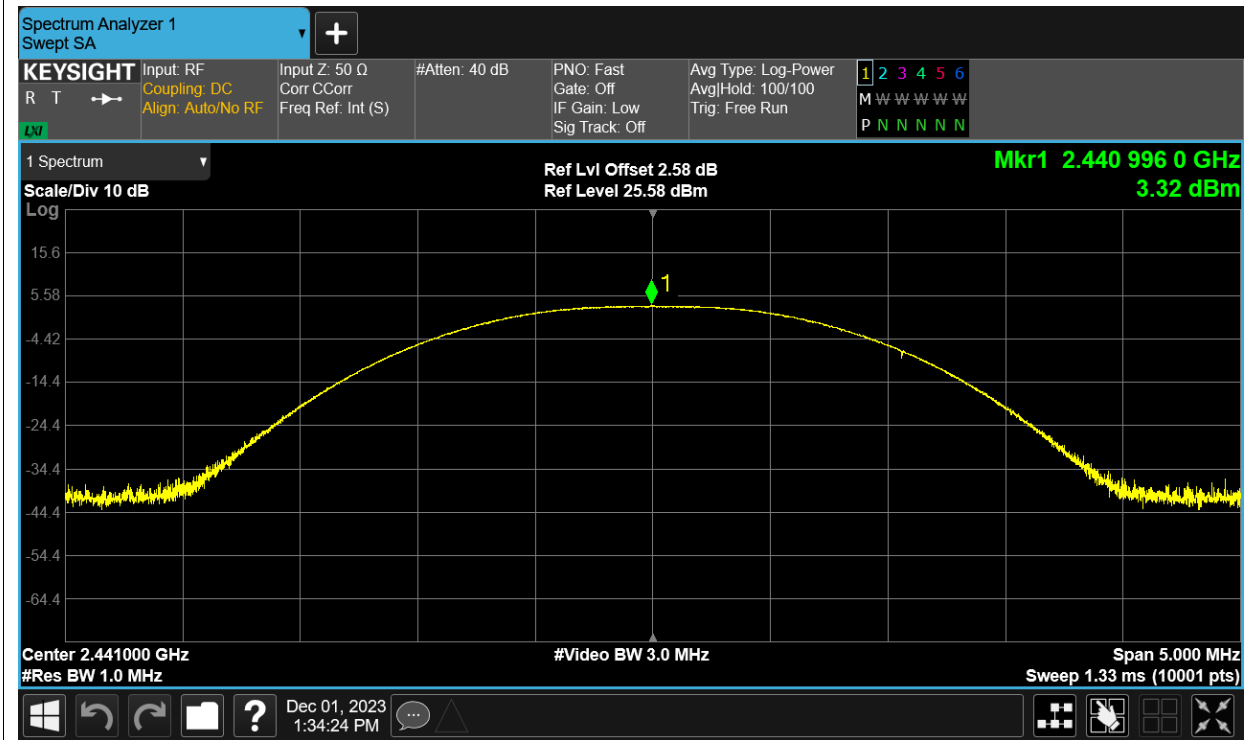 Spectrum Analyzer 1
Swept SA
KEYSIGHT
R T
LXI
Input: RF
Coupling: DC
Align: Auto/No RF
Input Z: 50 Ω
Corr CCorr
Freq Ref: Int (S)
#Atten: 40 dB
PNO: Fast
Gate: Off
IF Gain: Low
Sig Track: Off
Avg Type: Log-Power
Avg|Hold: 100/100
Trig: Free Run
1 2 3 4 5 6
M W W W W W
P N N N N N
1 Spectrum
Scale/Div 10 dB
Ref Lvl Offset 2.58 dB
Ref Level 25.58 dBm
Mkr1 2.440 996 0 GHz
3.32 dBm
Log
15.6
5.58
-4.42
-14.4
-24.4
-34.4
-44.4
-54.4
-64.4
1
Center 2.441000 GHz
#Res BW 1.0 MHz
#Video BW 3.0 MHz
Span 5.000 MHz
Sweep 1.33 ms (10001 pts)
?
Dec 01, 2023
1:34:24 PM